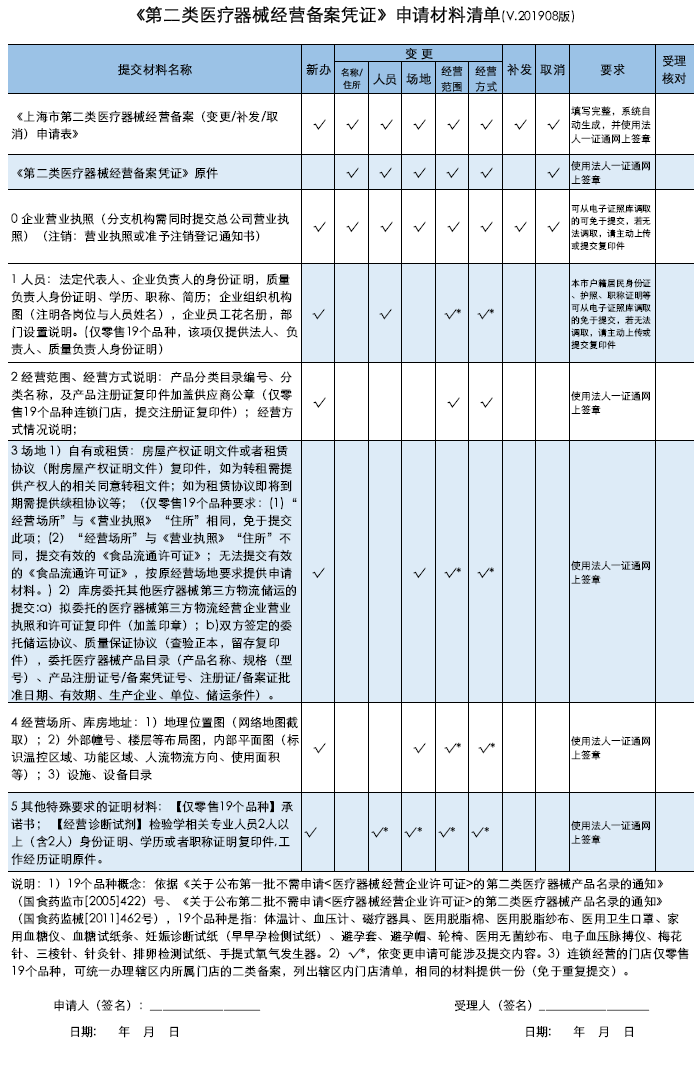 《第二类医疗器械经营备案凭证》申请材料清单(V.201908版)
提交材料名称 新办 变 更 补发 取消 要求 受理
核对
名称/
住所 人员 场地 经营
范围 经营
方式
《上海市第二类医疗器械经营备案（变更/补发/取
消）申请表》 ✓ ✓ ✓ ✓ ✓ ✓ ✓ ✓
填写完整，系统自
动生成，并使用法
人一证通网上签章
《第二类医疗器械经营备案凭证》原件 ✓ ✓ ✓ ✓ ✓ ✓
使用法人一证通网
上签章
0 企业营业执照（分支机构需同时提交总公司营业执
照）（注销：营业执照或准予注销登记通知书） ✓ ✓ ✓ ✓ ✓ ✓ ✓ ✓
可从电子证照库调取
的可免于提交，若无
法调取，请主动上传
或提交复印件
1 人员：法定代表人、企业负责人的身份证明，质量
负责人身份证明、学历、职称、简历；企业组织机构
图（注明各岗位与人员姓名），企业员工花名册，部
门设置说明。(仅零售19个品种，该项仅提供法人、负
责人、质量负责人身份证明） ✓ ✓ ✓* ✓*
本市户籍居民身份证
、护照、职称证明等
可从电子证照库调取
的免于提交，若无法
调取，请主动上传或
提交复印件
2 经营范围、经营方式说明：产品分类目录编号、分
类名称，及产品注册证复印件加盖供应商公章（仅零
售19个品种连锁门店，提交注册证复印件）；经营方
式情况说明； ✓ ✓ ✓
使用法人一证通网
上签章
3 场地 1）自有或租赁：房屋产权证明文件或者租赁
协议（附房屋产权证明文件）复印件，如为转租需提
供产权人的相关同意转租文件；如为租赁协议即将到
期需提供续租协议等；（仅零售19个品种要求：(1)“
经营场所”与《营业执照》“住所”相同，免于提交
此项；(2）“经营场所”与《营业执照》“住所”不
同，提交有效的《食品流通许可证》；无法提交有效
的《食品流通许可证》，按原经营场地要求提供申请
材料。) 2）库房委托其他医疗器械第三方物流储运的
提交:a）拟委托的医疗器械第三方物流经营企业营业
执照和许可证复印件（加盖印章）；b)双方签定的委
托储运协议、质量保证协议（查验正本，留存复印
件），委托医疗器械产品目录（产品名称、规格（型
号）、产品注册证号/备案凭证号、注册证/备案证批
准日期、有效期、生产企业、单位、储运条件）。 ✓ ✓ ✓* ✓*
使用法人一证通网
上签章
4 经营场所、库房地址：1）地理位置图（网络地图截
取）；2）外部幢号、楼层等布局图，内部平面图（标
识温控区域、功能区域、人流物流方向、使用面积
等）；3）设施、设备目录 ✓ ✓ ✓* ✓*
使用法人一证通网
上签章
5 其他特殊要求的证明材料：【仅零售19个品种】承
诺书；【经营诊断试剂】检验学相关专业人员2人以
上（含2人）身份证明、学历或者职称证明复印件,工
作经历证明原件。 ✓ ✓* ✓* ✓* ✓*
使用法人一证通网
上签章
说明：1）19个品种概念：依据《关于公布第一批不需申请<医疗器械经营企业许可证>的第二类医疗器械产品名录的通知》
（国食药监市[2005]422）号、《关于公布第二批不需申请<医疗器械经营企业许可证>的第二类医疗器械产品名录的通知》
（国食药监械[2011]462号)，19个品种是指：体温计、血压计、磁疗器具、医用脱脂棉、医用脱脂纱布、医用卫生口罩、家
用血糖仪、血糖试纸条、妊娠诊断试纸（早早孕检侧试纸）、避孕套、避孕帽、轮椅、医用无菌纱布、电子血压脉搏仪、梅花
针、三棱针、针灸针、排卵检测试纸、手提式氧气发生器。2）✓*，依变更申请可能涉及提交内容。3）连锁经营的门店仅零售
19个品种，可统一办理辖区内所属门店的二类备案，列出辖区内门店清单，相同的材料提供一份（免于重复提交）。
申请人（签名）：__________________ 受理人（签名）__________________
日期: 年 月 日 日期: 年 月 日